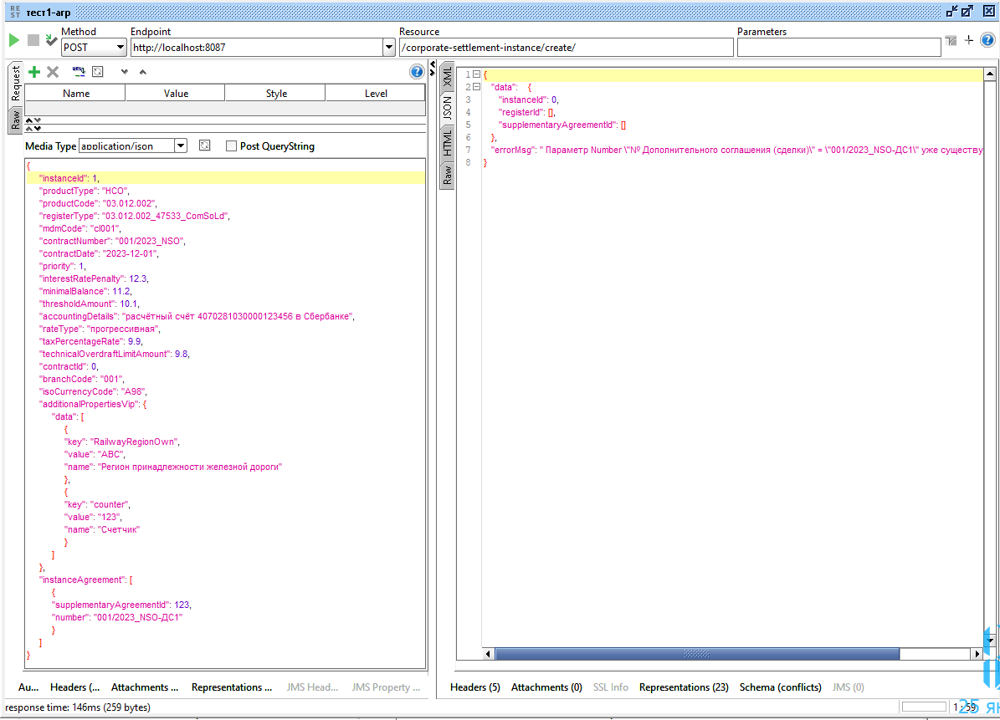 REST тест1-агр
Method Endpoint Resource Parameters
POST http://localhost:8087 /corporate-settlement-instance/create/
Request
Raw
Name Value Style Level
Media Type application/json Post QueryString
{
"instanceId": 1,
"productType": "НСО",
"productCode": "03.012.002",
"registerType": "03.012.002_47533_ComSoLd",
"mdmCode": "cl001",
"contractNumber": "001/2023_NSO",
"contractDate": "2023-12-01",
"priority": 1,
"interestRatePenalty": 12.3,
"minimalBalance": 11.2,
"thresholdAmount": 10.1,
"accountingDetails": "расчётный счёт 4070281030000123456 в Сбербанке",
"rateType": "прогрессивная",
"taxPercentageRate": 9.9,
"technicalOverdraftLimitAmount": 9.8,
"contractId": 0,
"branchCode": "001",
"isoCurrencyCode": "A98",
"additionalPropertiesVip": {
"data": [
{
"key": "RailwayRegionOwn",
"value": "ABC",
"name": "Регион принадлежности железной дороги"
},
{
"key": "counter",
"value": "123",
"name": "Счетчик"
}
]
},
"instanceAgreement": [
{
"supplementaryAgreementId": 123,
"number": "001/2023_NSO-ДС1"
}
]
}
Au... Headers (... Attachments ... Representations ... JMS Head... JMS Property ...
XML
JSON
HTML
Raw
1 {
2 "data": {
3 "instanceId": 0,
4 "registerId": [],
5 "supplementaryAgreementId": []
6 },
7 "errorMsg": " Параметр Number \"№ Дополнительного соглашения (сделки)\" = \"001/2023_NSO-ДС1\" уже существу
8 }
Headers (5) Attachments (0) SSL Info Representations (23) Schema (conflicts) JMS (0)
response time: 146ms (259 bytes) 1 : 59
25 ян